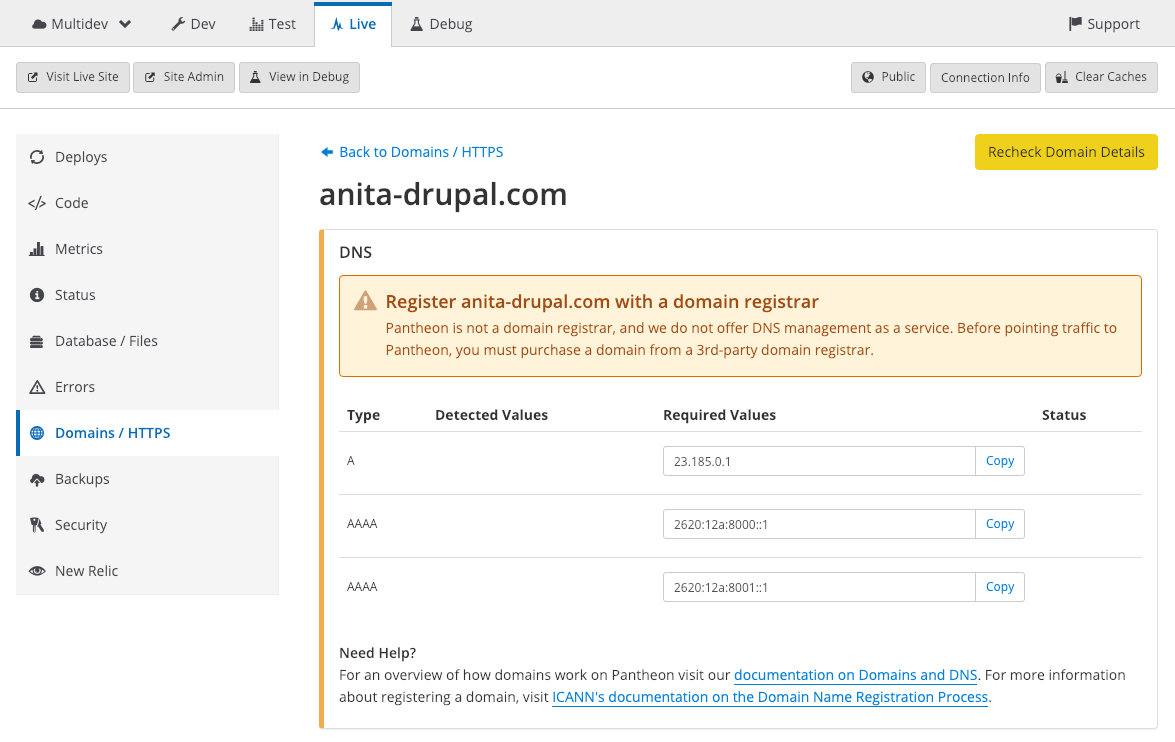 Multidev Dev Test Live Debug Support
Visit Live Site Site Admin View in Debug Public Connection Info Clear Caches
Deploys
Code
Metrics
Status
Database / Files
Errors
Domains / HTTPS
Backups
Security
New Relic
Back to Domains / HTTPS
Recheck Domain Details
anita-drupal.com
DNS
Register anita-drupal.com with a domain registrar
Pantheon is not a domain registrar, and we do not offer DNS management as a service. Before pointing traffic to
Pantheon, you must purchase a domain from a 3rd-party domain registrar.
Type Detected Values Required Values Status
A 23.185.0.1 Copy
AAAA 2620:12a:8000::1 Copy
AAAA 2620:12a:8001::1 Copy
Need Help?
For an overview of how domains work on Pantheon visit our documentation on Domains and DNS. For more information
about registering a domain, visit ICANN's documentation on the Domain Name Registration Process.